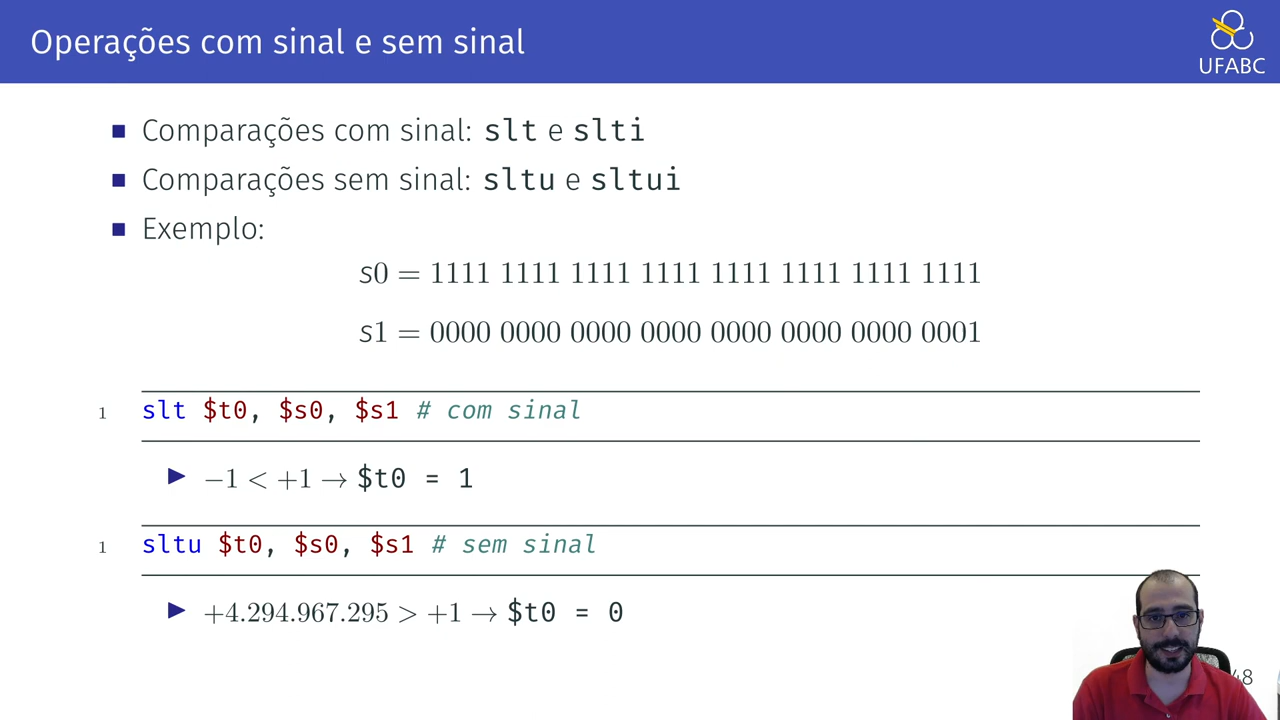 Operações com sinal e sem sinal
UFABC
Comparações com sinal: slt e slti
Comparações sem sinal: sltu e sltui
Exemplo:
s0 = 1111 1111 1111 1111 1111 1111 1111 1111
s1 = 0000 0000 0000 0000 0000 0000 0000 0001
1 slt $t0, $s0, $s1 # com sinal
−1 < +1 → $t0 = 1
1 sltu $t0, $s0, $s1 # sem sinal
+4.294.967.295 > +1 → $t0 = 0
/48